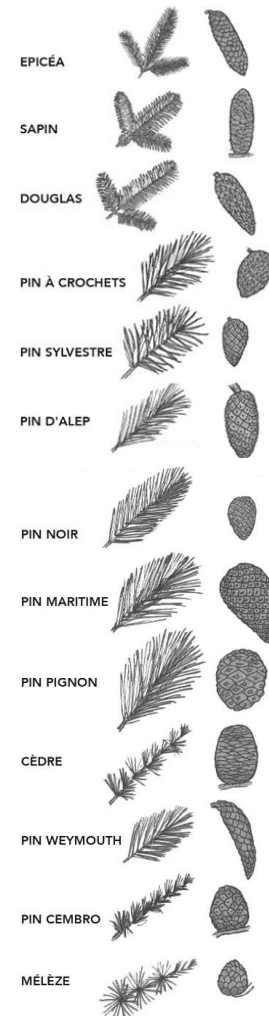 EPICÉA
SAPIN
DOUGLAS
PIN À CROCHETS
PIN SYLVESTRE
PIN D'ALEP
PIN NOIR
PIN MARITIME
PIN PIGNON
CÈDRE
PIN WEYMOUTH
PIN CEMBRO
MÉLÈZE